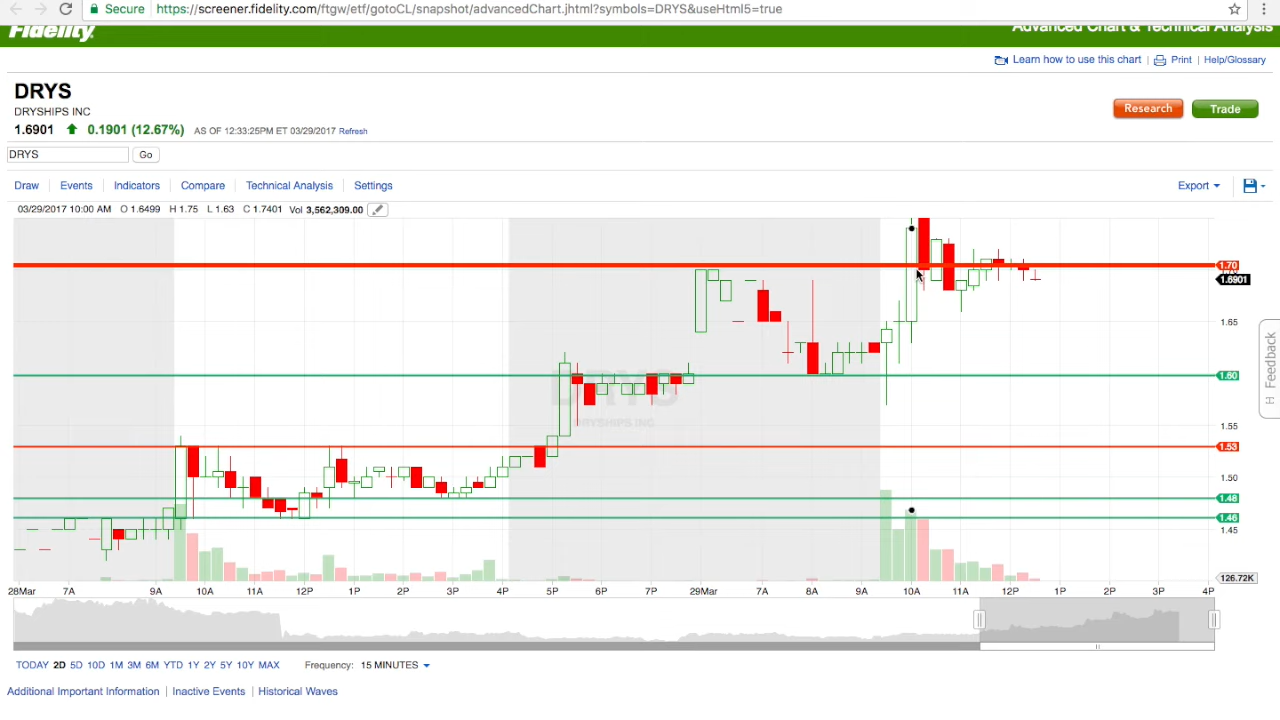 Secure https://screener.fidelity.com/ftgw/etf/gotoCL/snapshot/advancedChart.jhtml?symbols=DRYS&useHtml5=true
Fidelity Advanced Chart & Technical Analysis
Learn how to use this chart | Print | Help/Glossary
DRYS
DRYSHIPS INC
1.6901 0.1901 (12.67%) AS OF 12:33:25PM ET 03/29/2017 Refresh
Research Trade
DRYS Go
Draw Events Indicators Compare Technical Analysis Settings Export
03/29/2017 10:00 AM O 1.6499 H 1.75 L 1.63 C 1.7401 Vol 3,562,309.00
1.70
1.6901
1.65
1.60
DRYS
DRYSHIPS INC
1.55
1.53
1.50
1.48
1.46
1.45
126.72K
28Mar 7A 9A 10A 11A 12P 1P 2P 3P 4P 5P 6P 7P 29Mar 7A 8A 9A 10A 11A 12P 1P 2P 3P 4P
Feedback
TODAY 2D 5D 10D 1M 3M 6M YTD 1Y 2Y 5Y 10Y MAX Frequency: 15 MINUTES
Additional Important Information | Inactive Events | Historical Waves